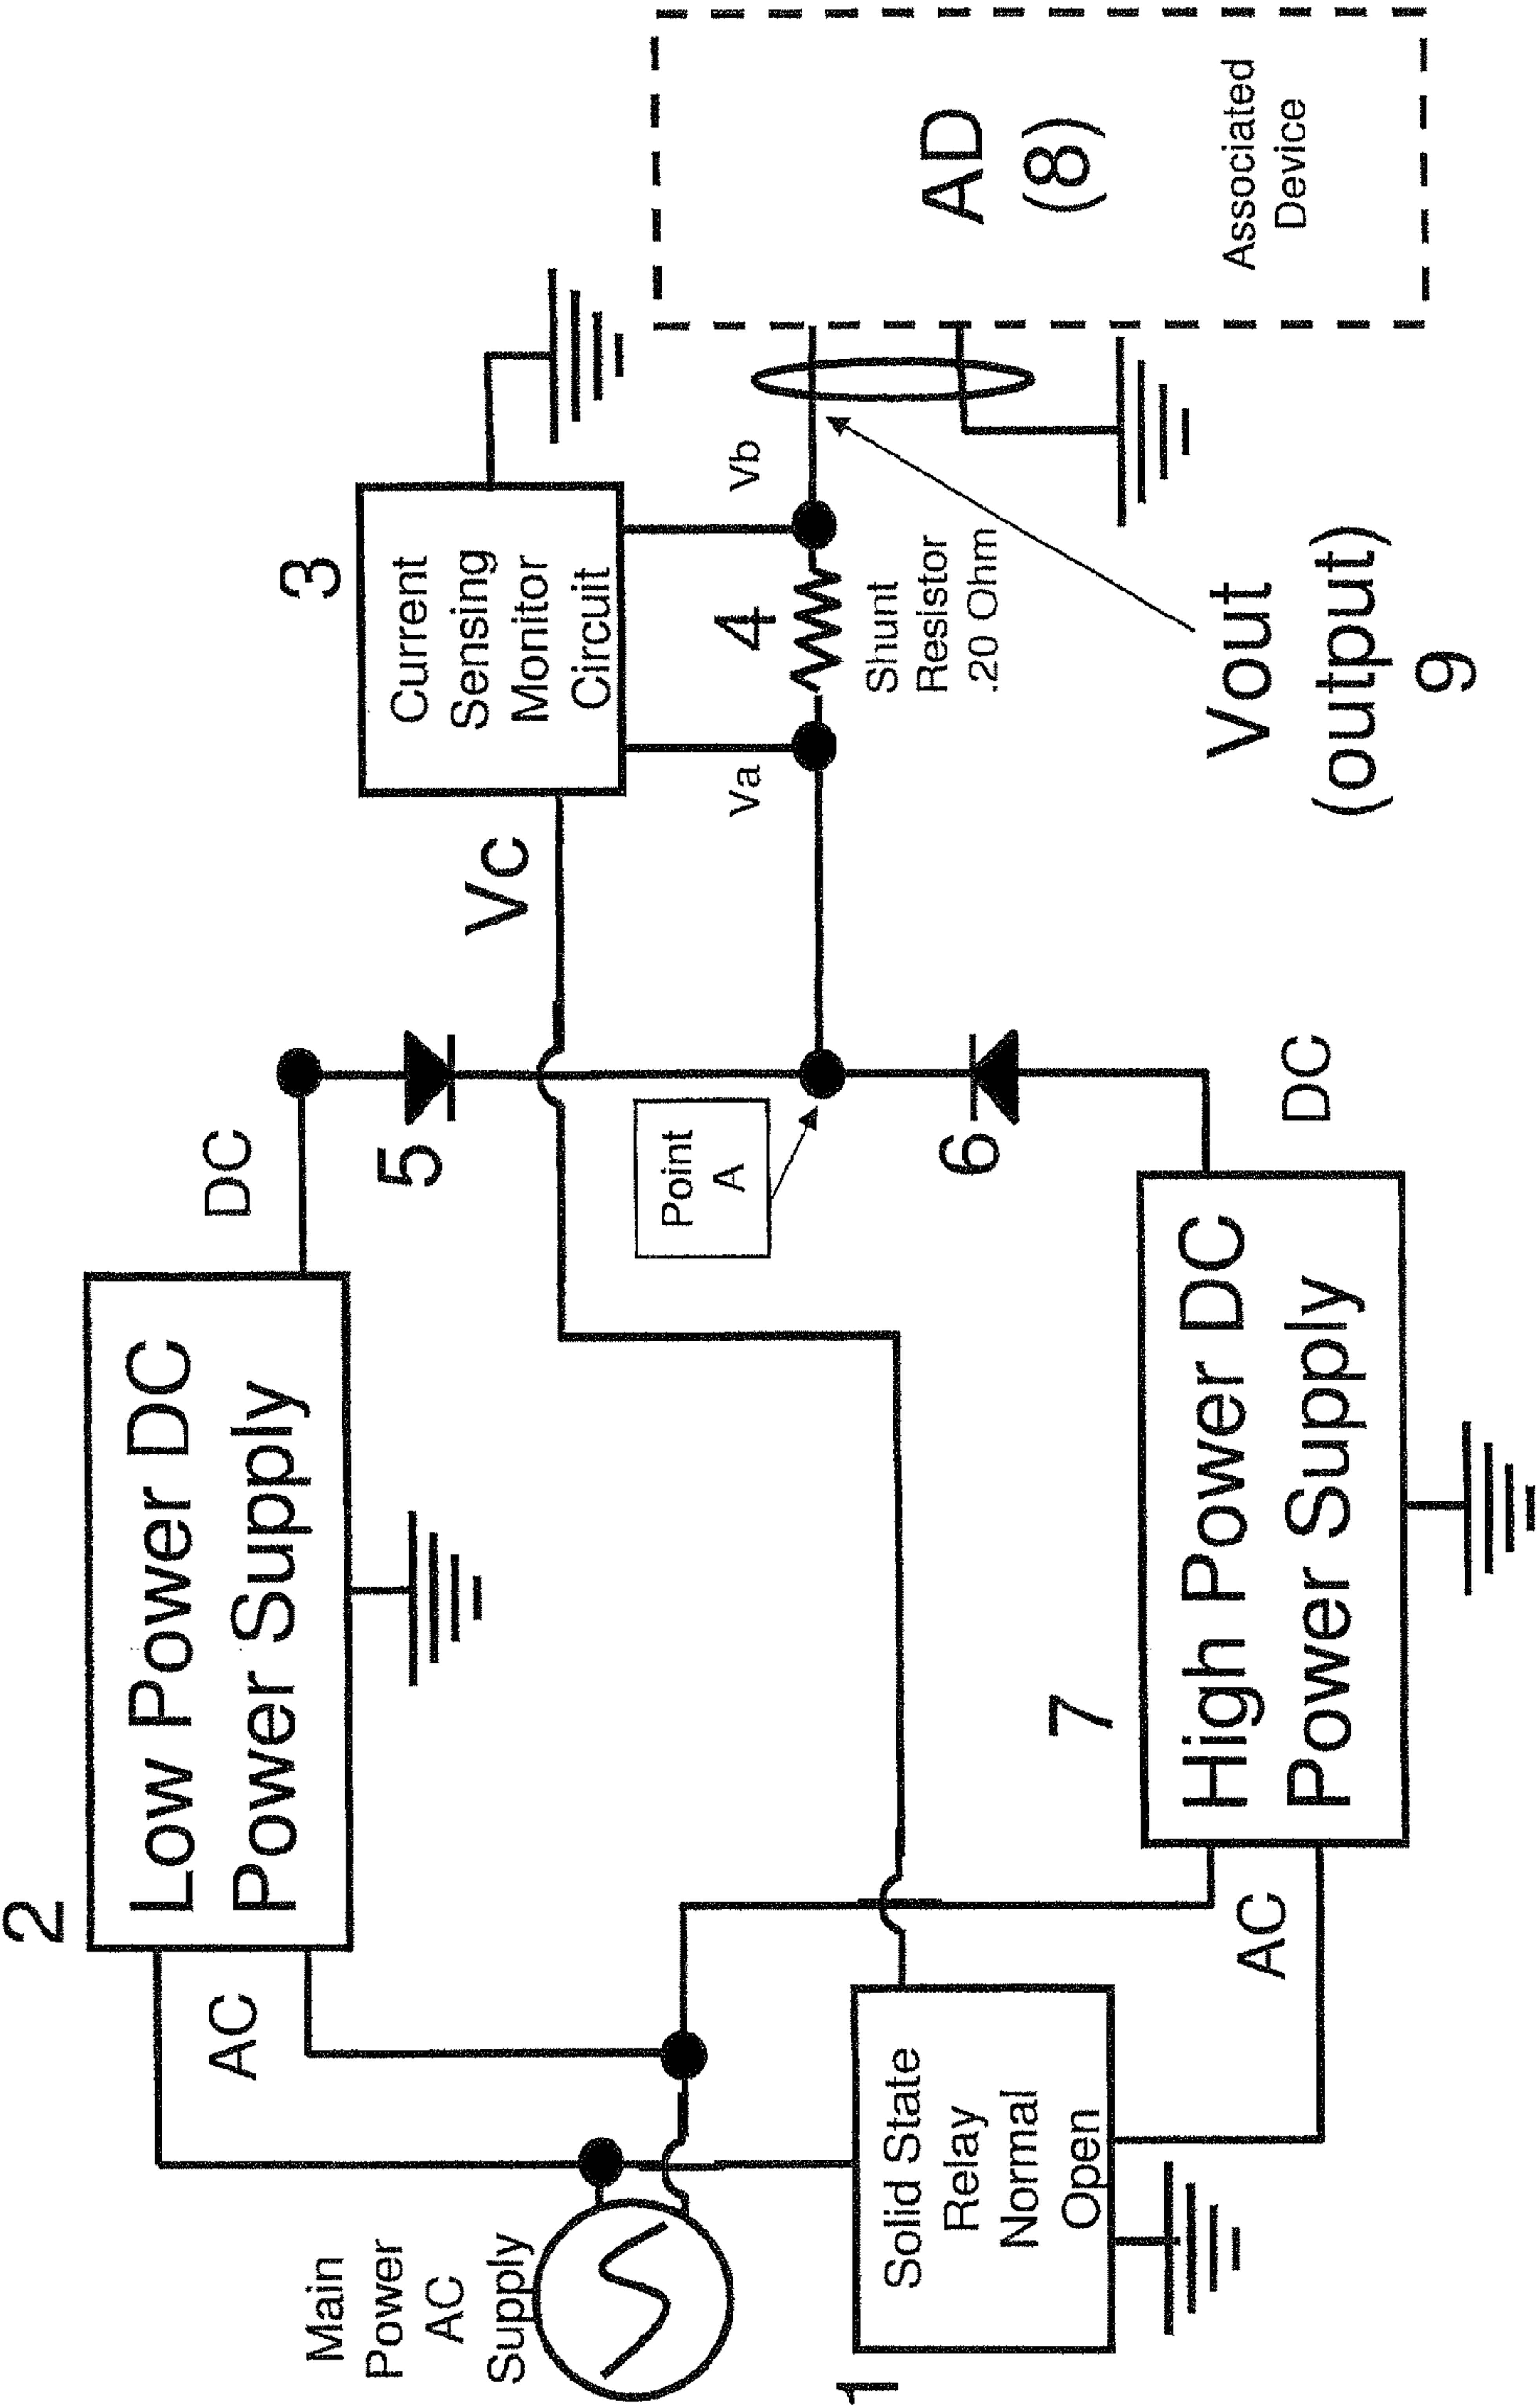 2
Low Power DC
Power Supply
DC
AC
5
Vc
3
Current
Sensing
Monitor
Circuit
Va
Vb
4
Shunt
Resistor
.20 Ohm
AD
(8)
Associated
Device
Main
Power
AC
Supply
Point
A
6
Vout
(output)
9
1
Solid State
Relay
Normal
Open
AC
7
High Power DC
Power Supply
DC